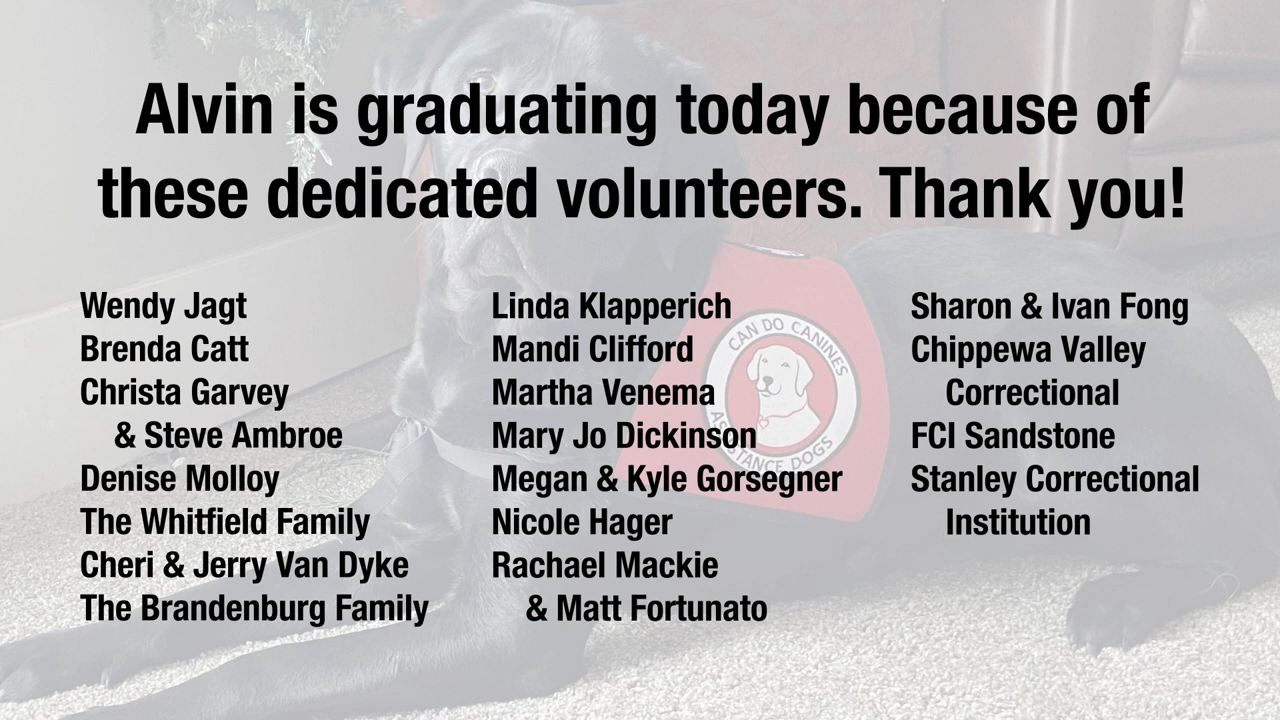 Alvin is graduating today because of
these dedicated volunteers. Thank you!
Wendy Jagt
Brenda Catt
Christa Garvey
& Steve Ambroe
Denise Molloy
The Whitfield Family
Cheri & Jerry Van Dyke
The Brandenburg Family
Linda Klapperich
Mandi Clifford
Martha Venema
Mary Jo Dickinson
Megan & Kyle Gorsegner
Nicole Hager
Rachael Mackie
& Matt Fortunato
Sharon & Ivan Fong
Chippewa Valley
Correctional
FCI Sandstone
Stanley Correctional
Institution
CAN DO CANINES
ASSISTANCE DOGS